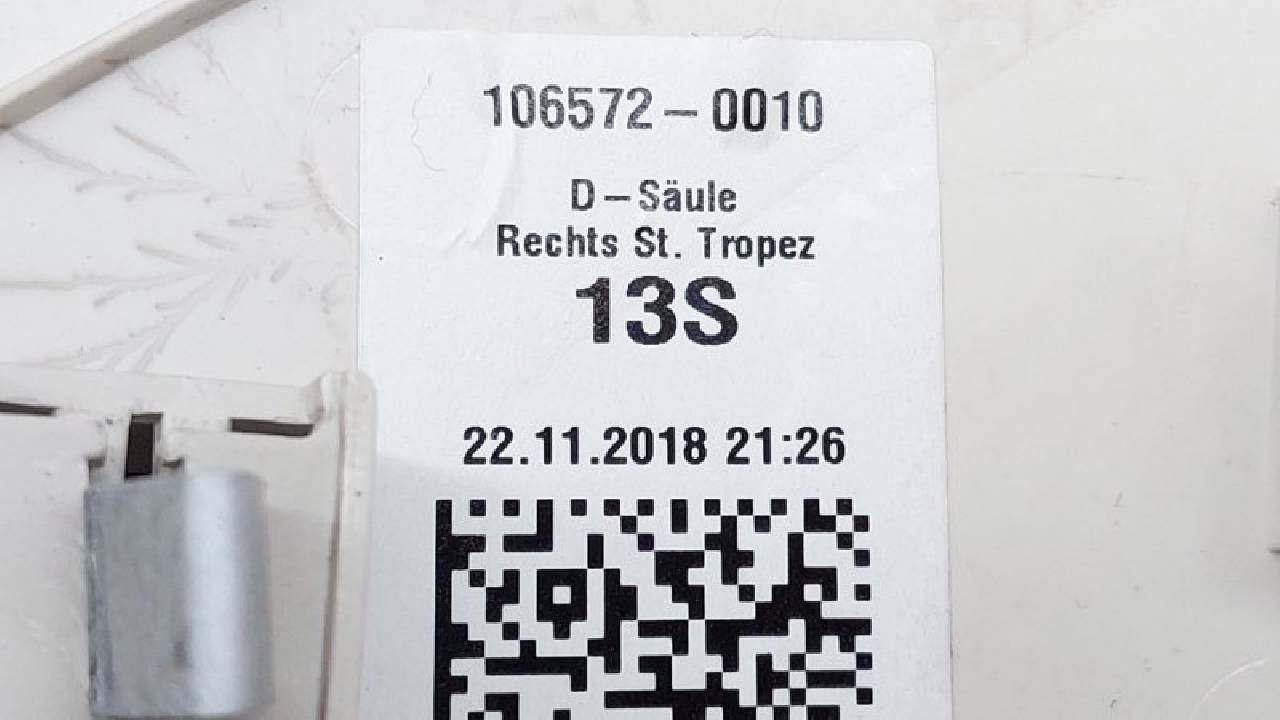 106572-0010
D-Säule
Rechts St. Tropez
13S
22.11.2018 21:26